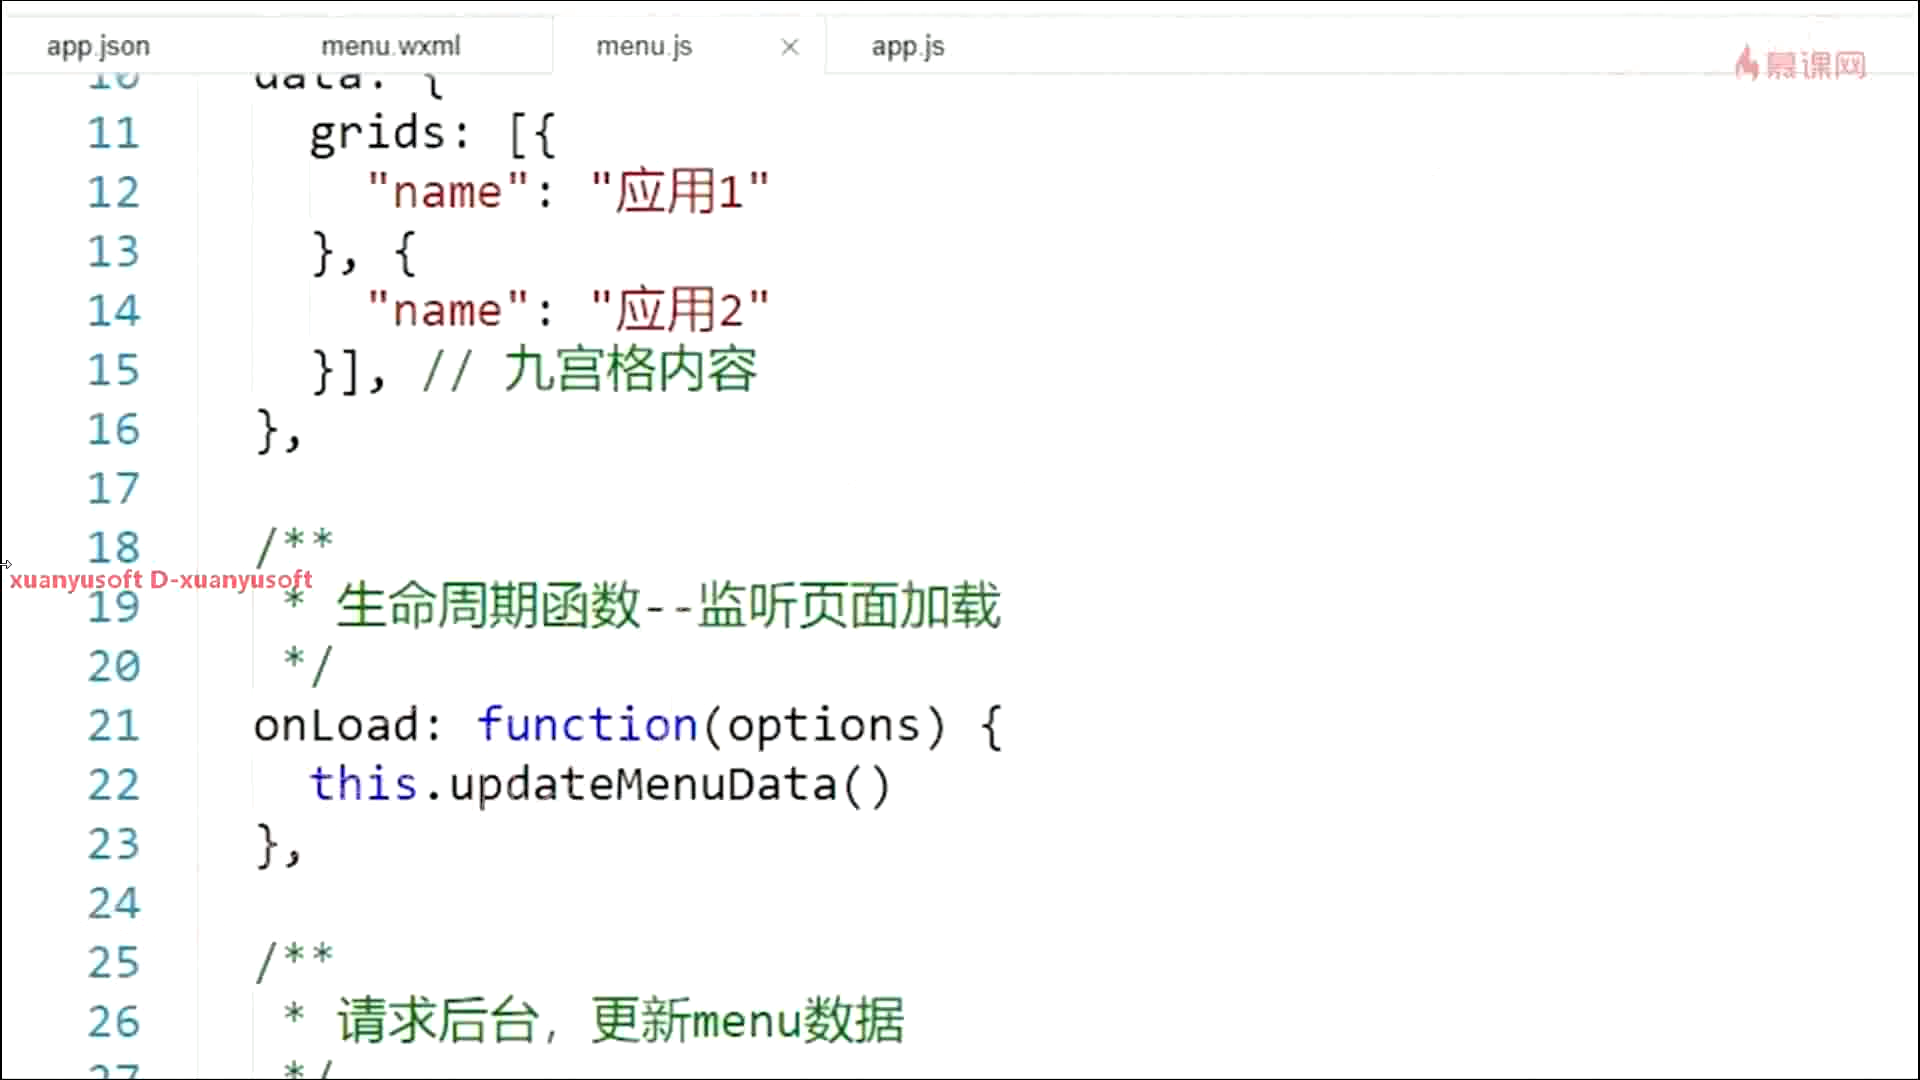 app.json menu.wxml menu.js × app.js
慕课网
10 data: {
11 grids: [{
12 "name": "应用1"
13 }, {
14 "name": "应用2"
15 }], // 九宫格内容
16 },
17
18 /**
xuanyusoft D-xuanyusoft
19 * 生命周期函数--监听页面加载
20 */
21 onLoad: function(options) {
22 this.updateMenuData()
23 },
24
25 /**
26 * 请求后台，更新menu数据
27 */